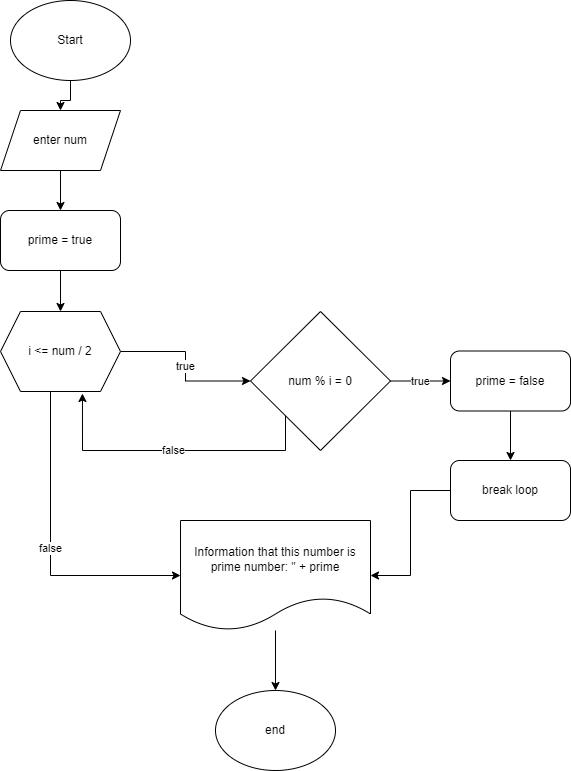 Start
enter num
prime = true
i <= num / 2
true
num % i = 0
true
prime = false
false
break loop
false
Information that this number is
prime number: " + prime
end